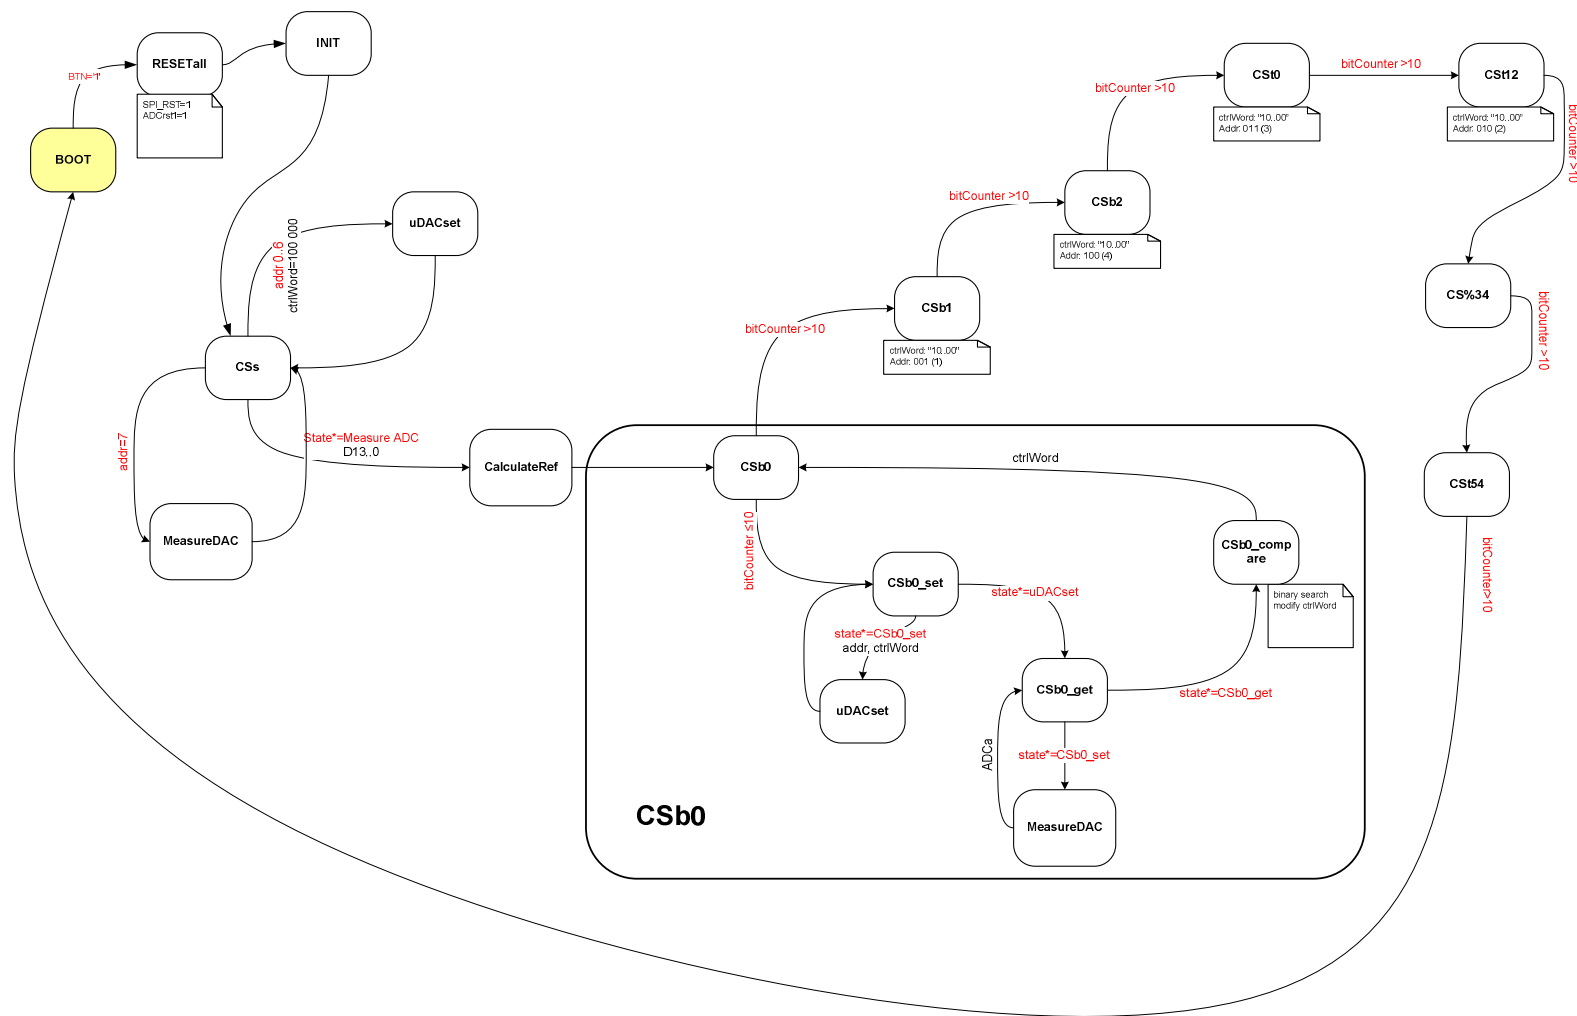 INIT
RESETall
BTN='1'
SPI_RST=1
ADCrst1=1
BOOT
CSt0
bitCounter >10
CSt12
bitCounter >10
ctrlWord: "10..00"
Addr: 011 (3)
ctrlWord: "10..00"
Addr: 010 (2)
bitCounter >10
bitCounter >10
CSb2
ctrlWord: "10..00"
Addr: 100 (4)
uDACset
addr 0..6
ctrlWord=100 000
CS%34
bitCounter >10
CSb1
bitCounter >10
ctrlWord: "10..00"
Addr: 001 (1)
CSs
addr=7
State*=Measure ADC
D13..0
CalculateRef
CSb0
ctrlWord
CSt54
bitCounter>10
MeasureDAC
bitCounter ≤10
CSb0_comp
are
binary search
modify ctrlWord
CSb0_set
state*=uDACset
state*=CSb0_set
addr, ctrlWord
uDACset
CSb0_get
state*=CSb0_get
ADCa
state*=CSb0_set
MeasureDAC
CSb0